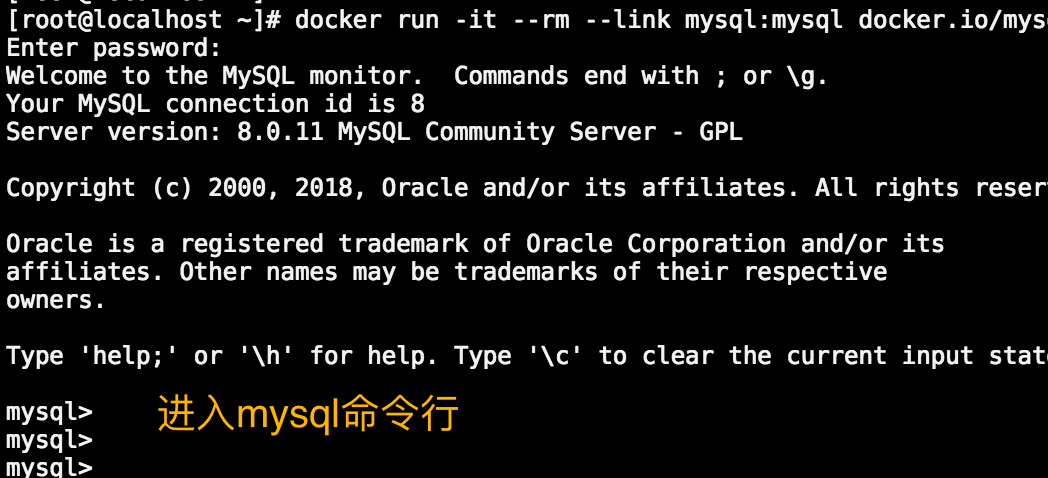 [root@localhost ~]# docker run -it --rm --link mysql:mysql docker.io/mys
Enter password:
Welcome to the MySQL monitor.  Commands end with ; or \g.
Your MySQL connection id is 8
Server version: 8.0.11 MySQL Community Server - GPL
Copyright (c) 2000, 2018, Oracle and/or its affiliates. All rights reser
Oracle is a registered trademark of Oracle Corporation and/or its
affiliates. Other names may be trademarks of their respective
owners.
Type 'help;' or '\h' for help. Type '\c' to clear the current input stat
mysql> 进入mysql命令行
mysql>
mysql>